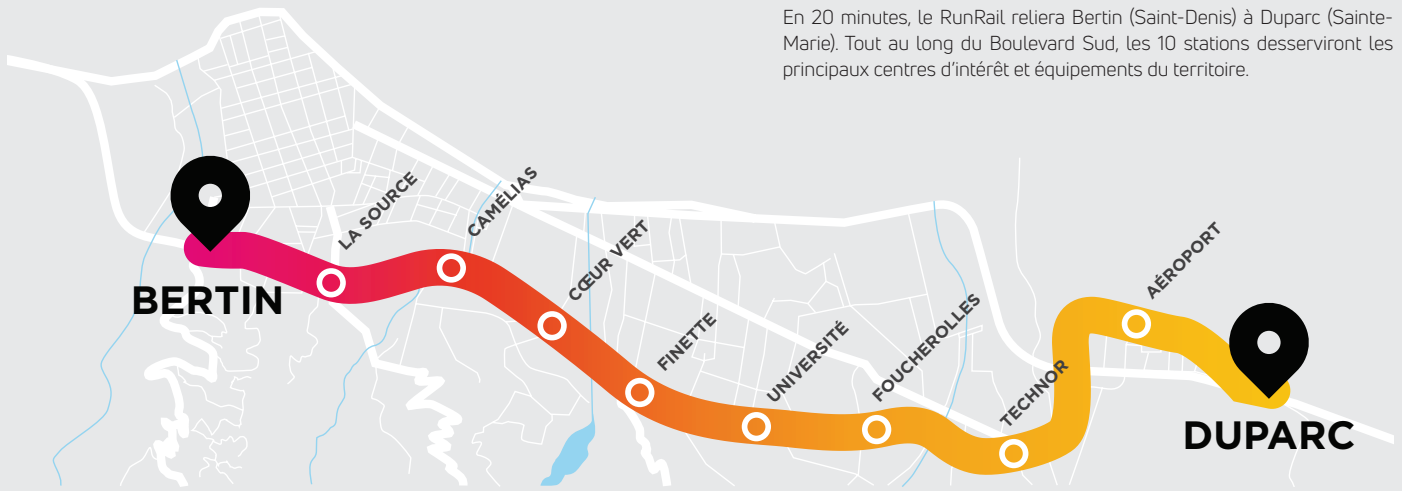 En 20 minutes, le RunRail reliera Bertin (Saint-Denis) à Duparc (Sainte-
Marie). Tout au long du Boulevard Sud, les 10 stations desserviront les
principaux centres d'intérêt et équipements du territoire.
BERTIN
LA SOURCE
CAMÉLIAS
CŒUR VERT
FINETTE
UNIVERSITÉ
FOUCHEROLLES
TECHNOR
AÉROPORT
DUPARC